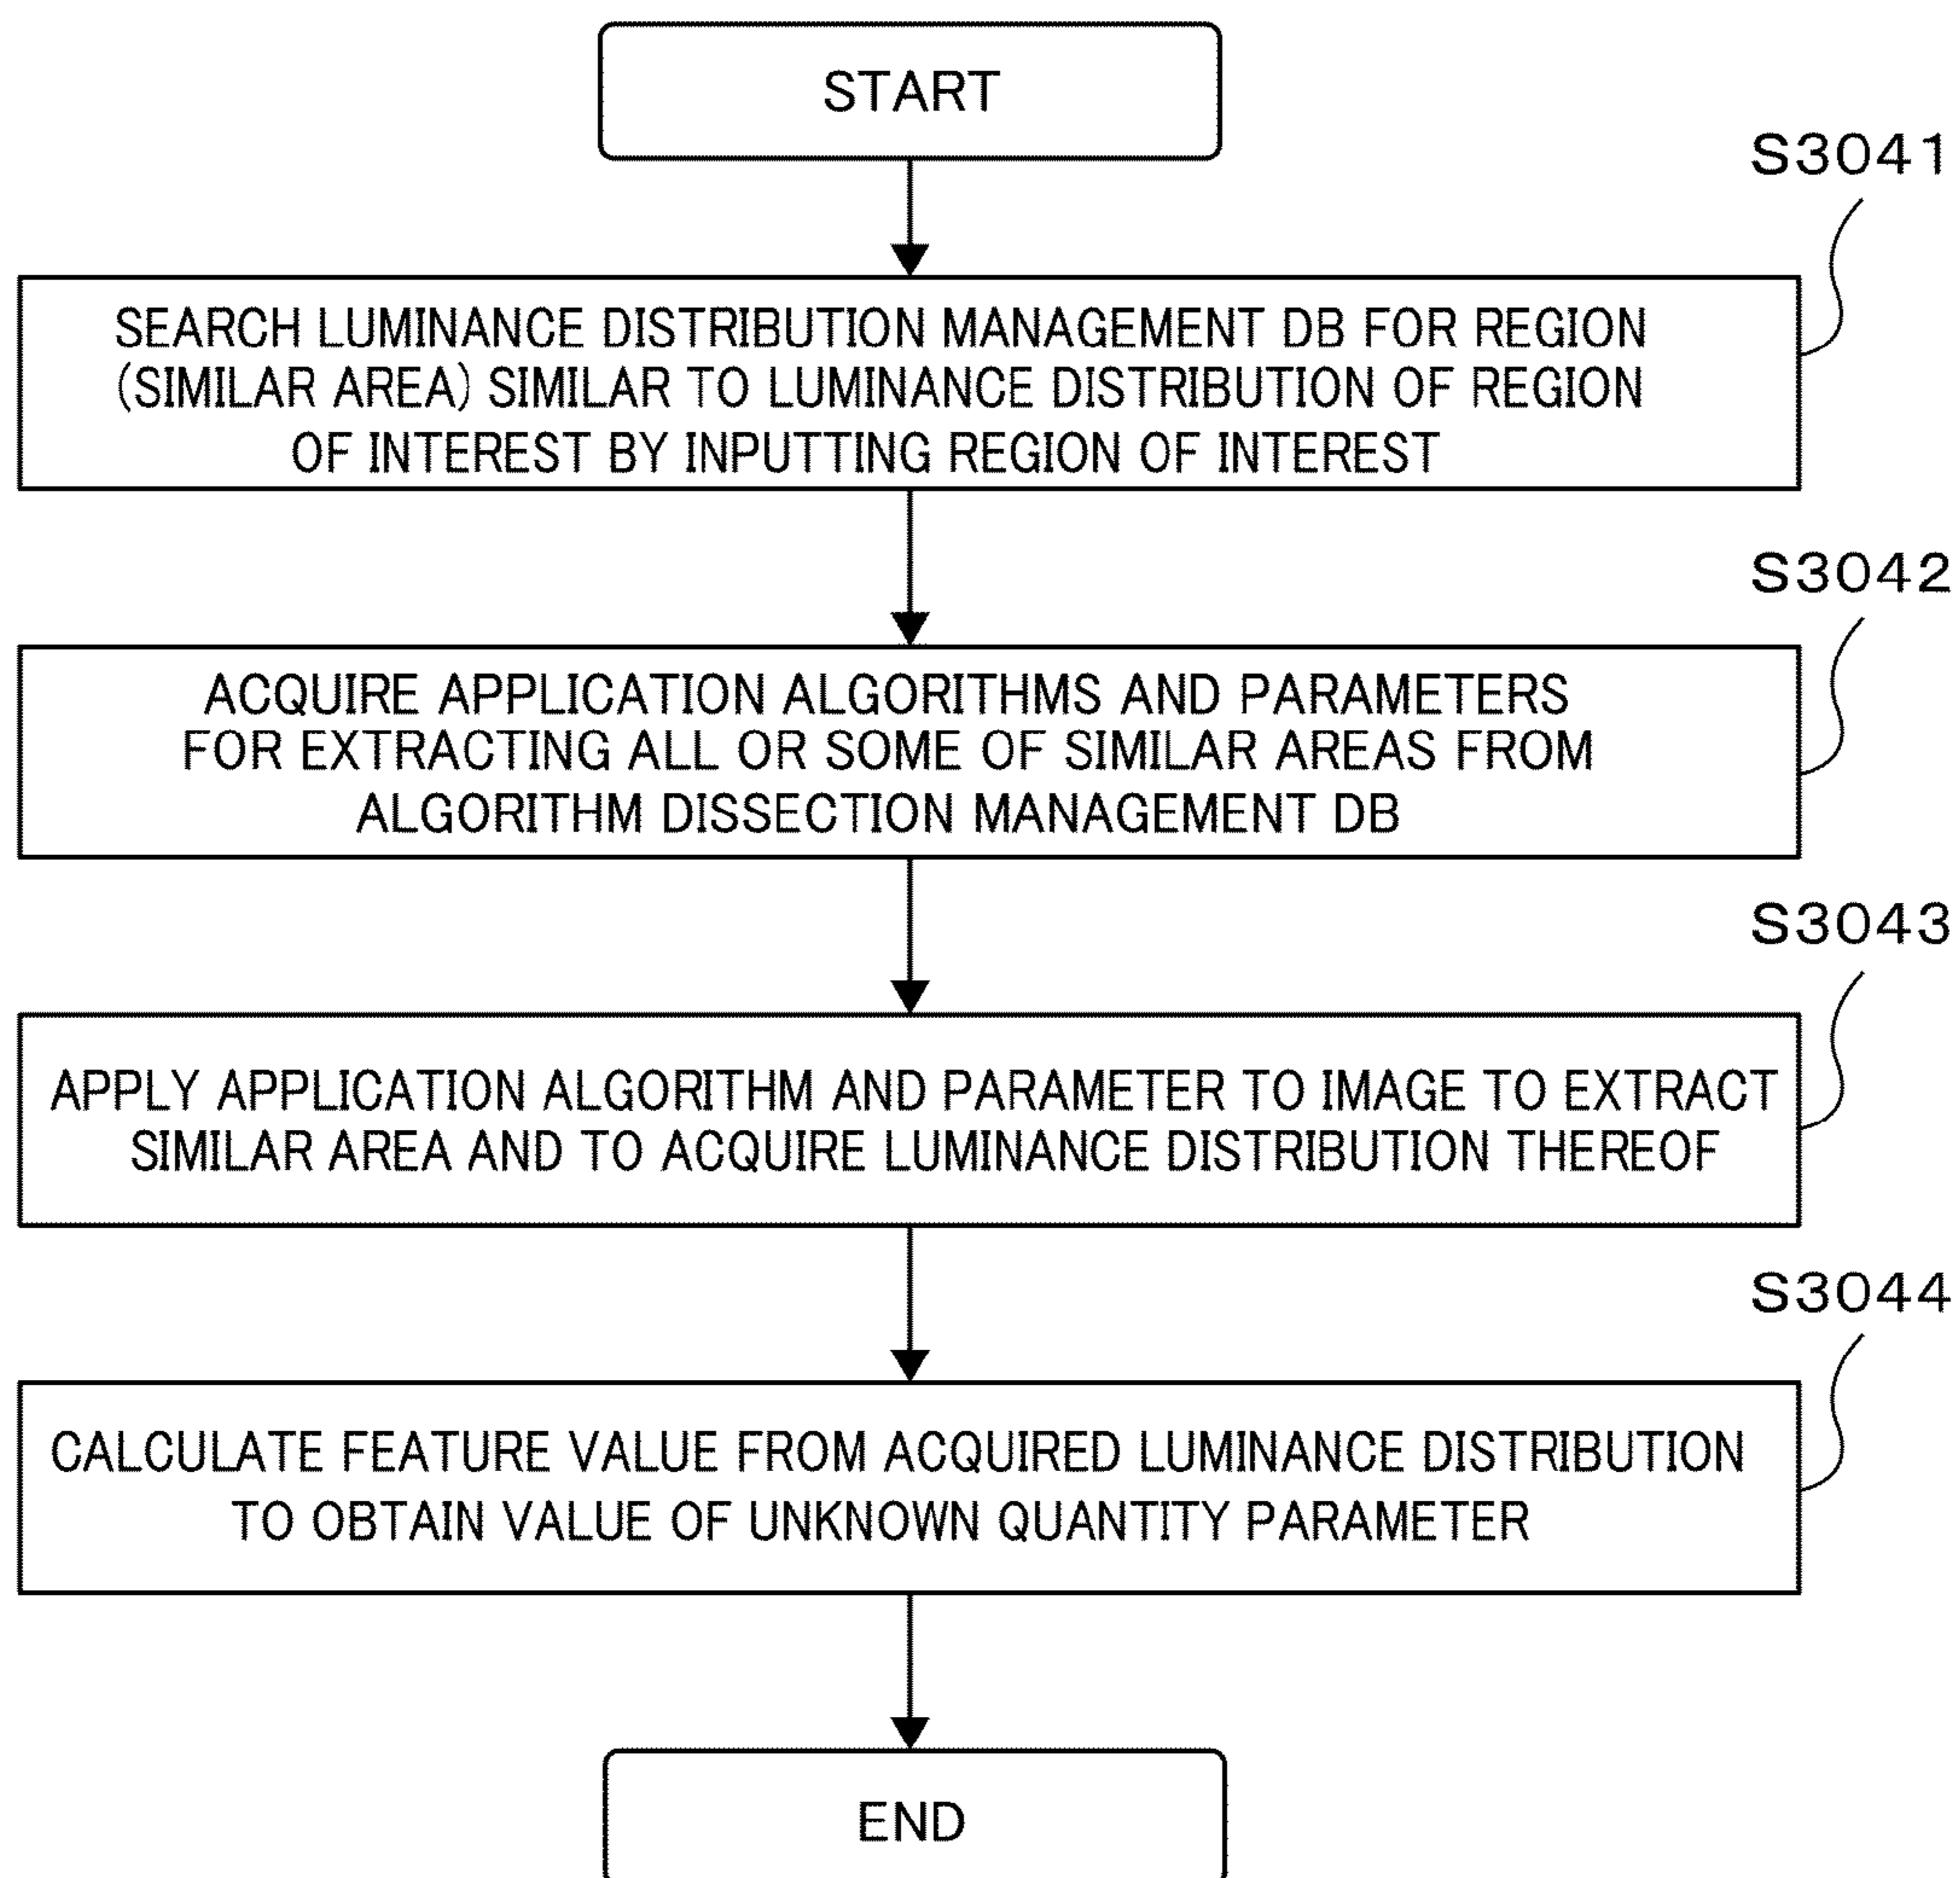 START
S3041
SEARCH LUMINANCE DISTRIBUTION MANAGEMENT DB FOR REGION
(SIMILAR AREA) SIMILAR TO LUMINANCE DISTRIBUTION OF REGION
OF INTEREST BY INPUTTING REGION OF INTEREST
S3042
ACQUIRE APPLICATION ALGORITHMS AND PARAMETERS
FOR EXTRACTING ALL OR SOME OF SIMILAR AREAS FROM
ALGORITHM DISSECTION MANAGEMENT DB
S3043
APPLY APPLICATION ALGORITHM AND PARAMETER TO IMAGE TO EXTRACT
SIMILAR AREA AND TO ACQUIRE LUMINANCE DISTRIBUTION THEREOF
S3044
CALCULATE FEATURE VALUE FROM ACQUIRED LUMINANCE DISTRIBUTION
TO OBTAIN VALUE OF UNKNOWN QUANTITY PARAMETER
END